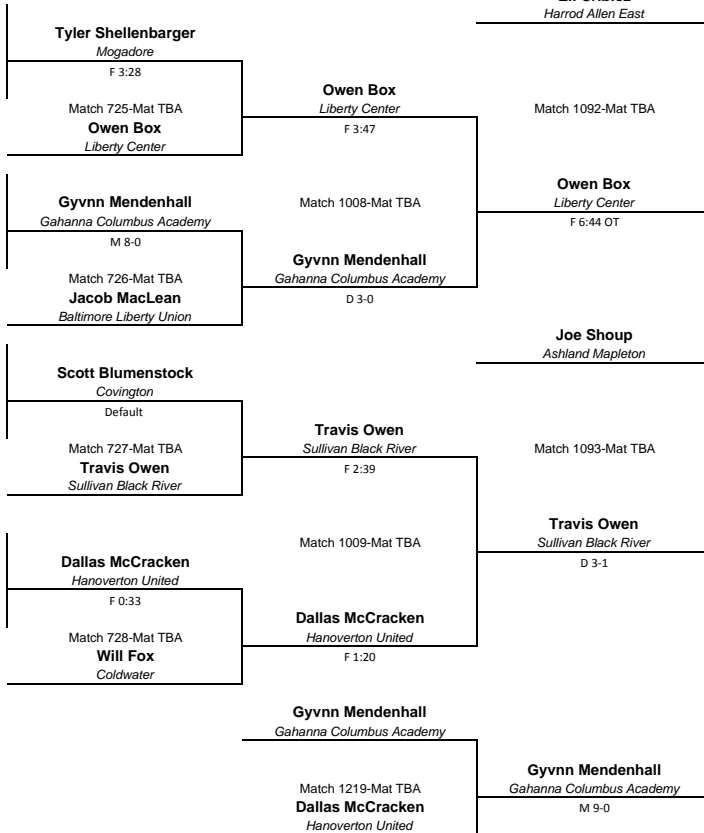 Harrod Allen East
Tyler Shellenbarger
Mogadore
F 3:28
Owen Box
Match 725-Mat TBA
Liberty Center
Match 1092-Mat TBA
Owen Box
F 3:47
Liberty Center
Owen Box
Gyvnn Mendenhall
Match 1008-Mat TBA
Liberty Center
Gahanna Columbus Academy
F 6:44 OT
M 8-0
Gyvnn Mendenhall
Match 726-Mat TBA
Gahanna Columbus Academy
Jacob MacLean
D 3-0
Baltimore Liberty Union
Joe Shoup
Ashland Mapleton
Scott Blumenstock
Covington
Default
Travis Owen
Match 727-Mat TBA
Sullivan Black River
Match 1093-Mat TBA
Travis Owen
F 2:39
Sullivan Black River
Travis Owen
Match 1009-Mat TBA
Sullivan Black River
Dallas McCracken
D 3-1
Hanoverton United
F 0:33
Dallas McCracken
Match 728-Mat TBA
Hanoverton United
Will Fox
F 1:20
Coldwater
Gyvnn Mendenhall
Gahanna Columbus Academy
Gyvnn Mendenhall
Match 1219-Mat TBA
Gahanna Columbus Academy
Dallas McCracken
M 9-0
Hanoverton United